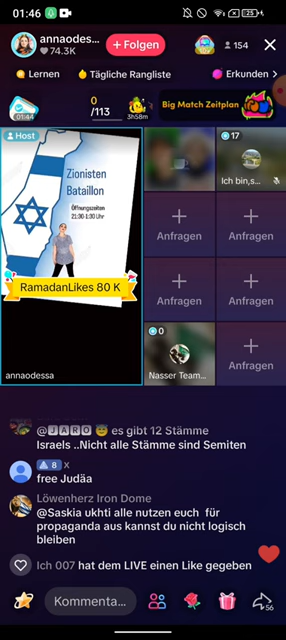 01:46
25
annaodes...
74.3K
+ Folgen
154
Lernen
Tägliche Rangliste
Erkunden
01:44
0
/113
3h58m
Big Match Zeitplan
Host
Zionisten
Bataillon
Öffnungszeiten
21:30-1:30 Uhr
RamadanLikes 80 K
annaodessa
17
Ich bin,s...
Anfragen
Anfragen
Anfragen
Anfragen
0
Nasser Team...
Anfragen
@JARO 😇 es gibt 12 Stämme
Israels ..Nicht alle Stämme sind Semiten
8 X
free Judäa
Löwenherz Iron Dome
@Saskia ukhti alle nutzen euch für
propaganda aus kannst du nicht logisch
bleiben
Ich 007 hat dem LIVE einen Like gegeben
Kommenta...
56